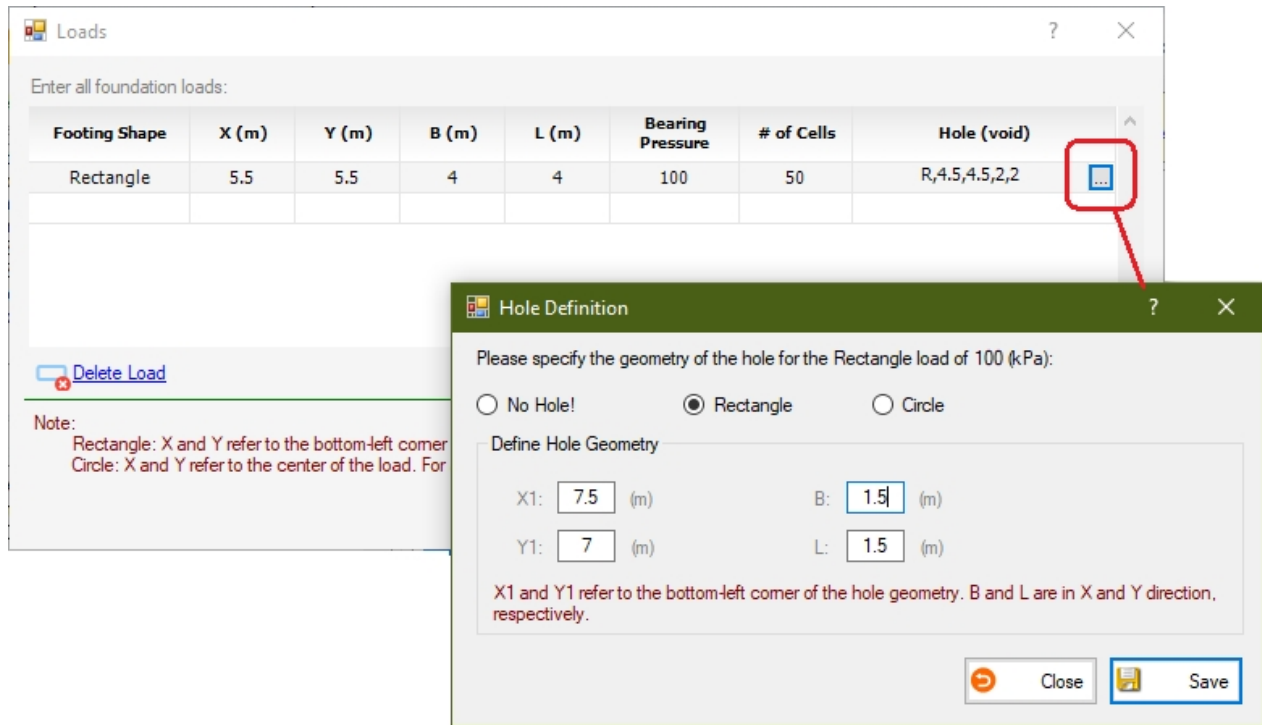 Loads
?
Enter all foundation loads:
Footing Shape X (m) Y (m) B (m) L (m) Bearing Pressure # of Cells Hole (void)
Rectangle 5.5 5.5 4 4 100 50 R,4.5,4.5,2,2 ...
Hole Definition ?
Please specify the geometry of the hole for the Rectangle load of 100 (kPa):
No Hole! Rectangle Circle
Define Hole Geometry
X1: 7.5 (m) B: 1.5 (m)
Y1: 7 (m) L: 1.5 (m)
X1 and Y1 refer to the bottom-left corner of the hole geometry. B and L are in X and Y direction,
respectively.
Close Save
Delete Load
Note:
Rectangle: X and Y refer to the bottom-left corner
Circle: X and Y refer to the center of the load. For